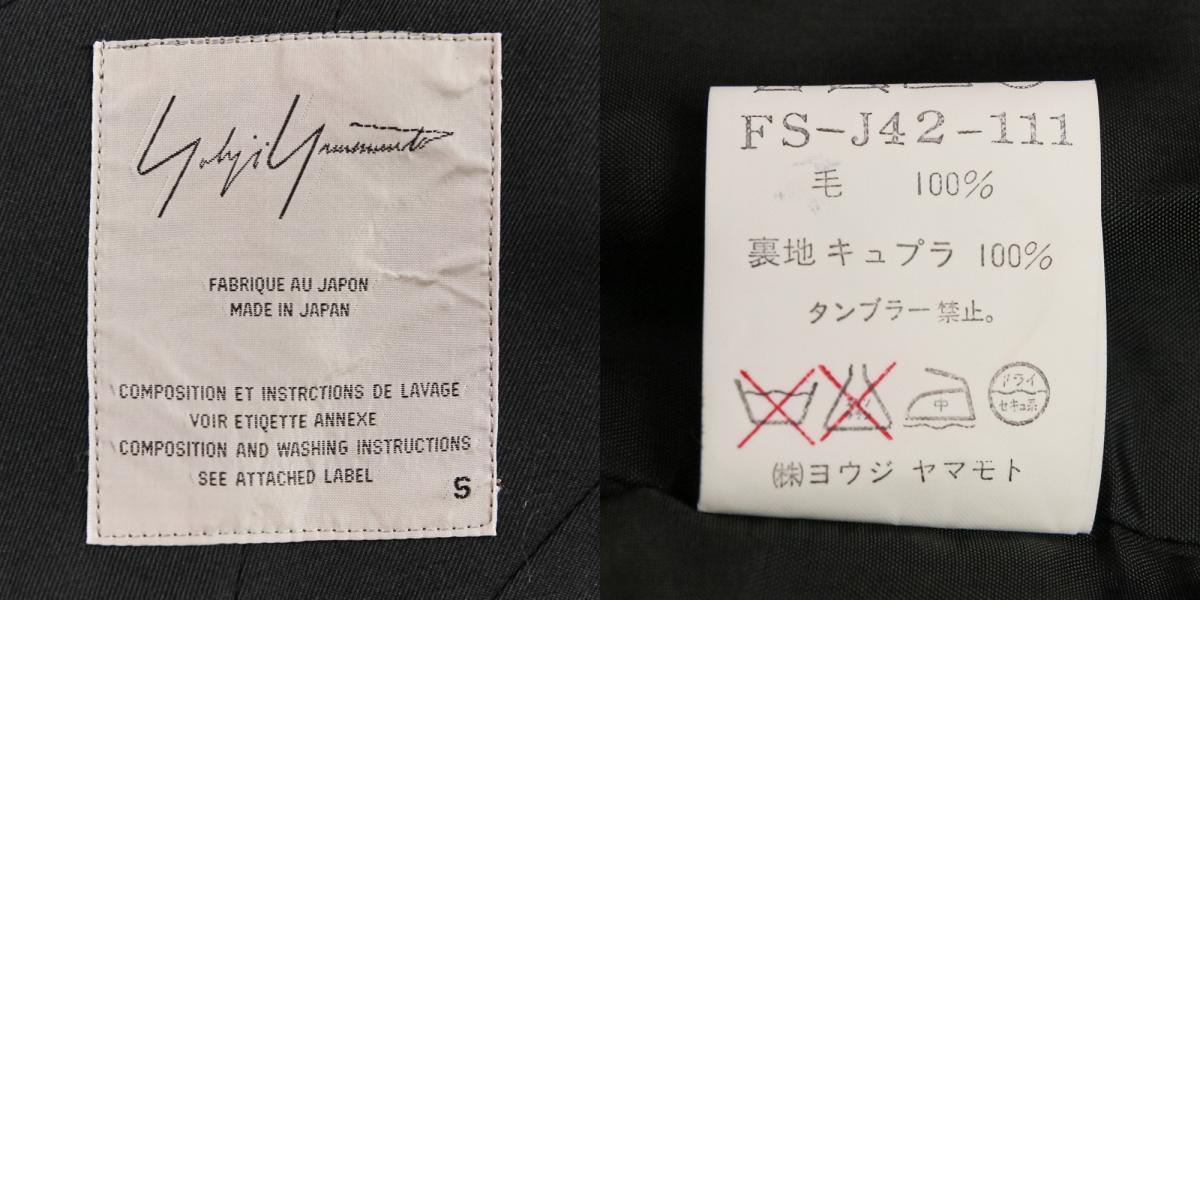 Yohji Yamamoto
FABRIQUE AU JAPON
MADE IN JAPAN
COMPOSITION ET INSTRCTIONS DE LAVAGE
VOIR ETIQETTE ANNEXE
COMPOSITION AND WASHING INSTRUCTIONS
SEE ATTACHED LABEL
S
FS-J42-111
毛 100%
裏地 キュプラ 100%
タンブラー禁止。
中
ドライ
セキュ系
㈱ヨウジ ヤマモト